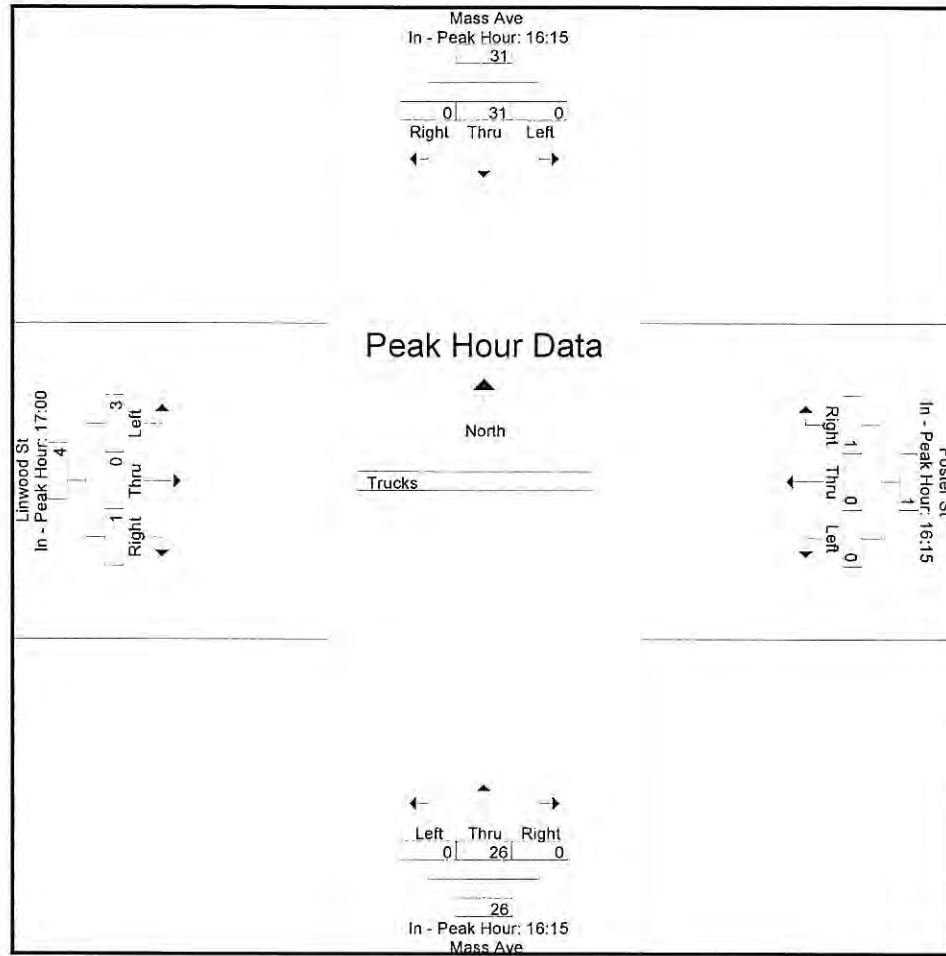 Mass Ave
In - Peak Hour: 16:15
31
0 31 0
Right Thru Left
Peak Hour Data
North
Trucks
Linwood St
In - Peak Hour: 17:00
4
3 0 1
Left Thru Right
Right Thru Left
1 0 0
1
In - Peak Hour: 16:15
Foster St
Left Thru Right
0 26 0
26
In - Peak Hour: 16:15
Mass Ave